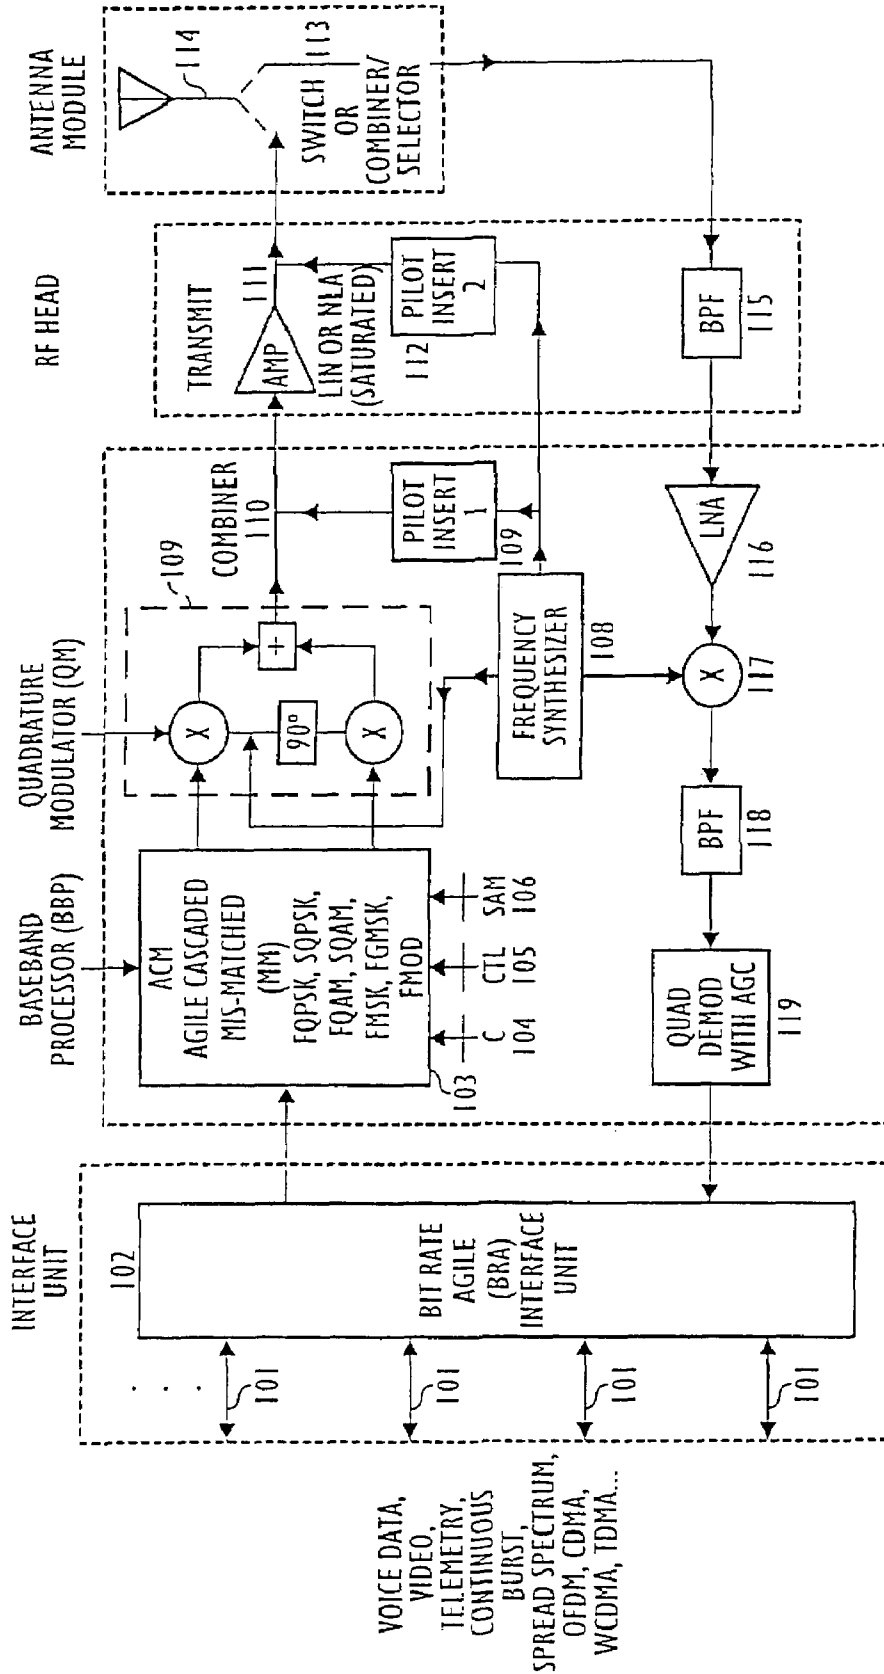 VOICE DATA,
VIDEO,
TELEMETRY,
CONTINUOUS
BURST,
SPREAD SPECTRUM,
OFDM, CDMA,
WCDMA, TDMA...
INTERFACE
UNIT
102
. . .
101
101
101
101
BIT RATE
AGILE
(BRA)
INTERFACE
UNIT
BASEBAND
PROCESSOR (BBP)
ACM
AGILE CASCADED
MIS-MATCHED
(MM)
FQPSK, SQPSK,
FQAM, SQAM,
FMSK, FGMSK,
FMOD
103
C
104
CTL
105
SAM
106
QUADRATURE
MODULATOR (QM)
109
X
90°
X
+
COMBINER
110
PILOT
INSERT
1
109
FREQUENCY
SYNTHESIZER
108
QUAD
DEMOD
WITH AGC
119
BPF
118
X
117
LNA
116
RF HEAD
TRANSMIT
AMP
111
LIN OR NLA
(SATURATED)
112
PILOT
INSERT
2
BPF
115
ANTENNA
MODULE
114
113
SWITCH
OR
COMBINER/
SELECTOR